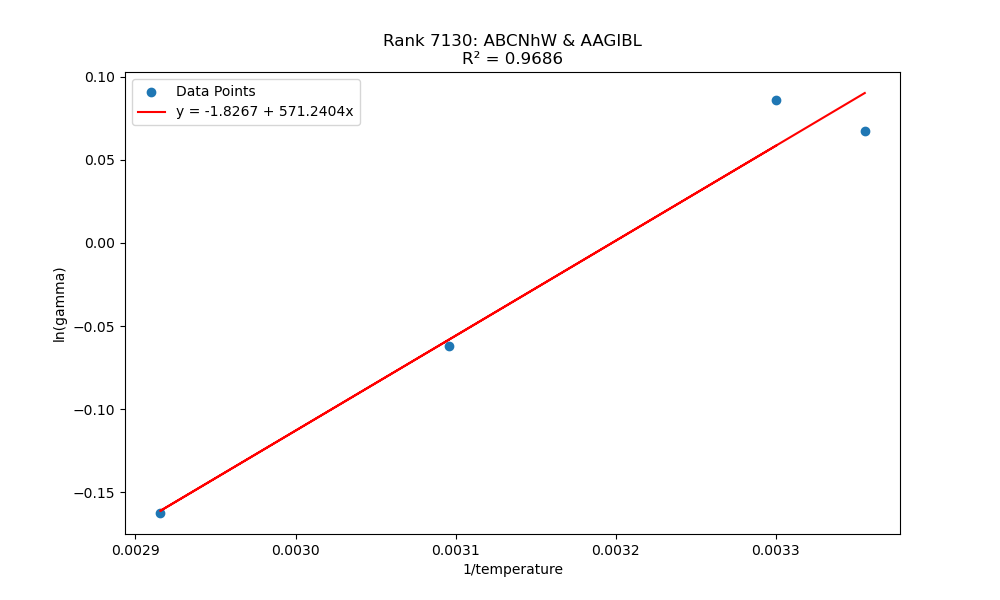 Rank 7130: ABCNhW & AAGIBL
R² = 0.9686
Data Points
y = -1.8267 + 571.2404x
0.10
0.05
0.00
−0.05
−0.10
−0.15
ln(gamma)
0.0029 0.0030 0.0031 0.0032 0.0033
1/temperature